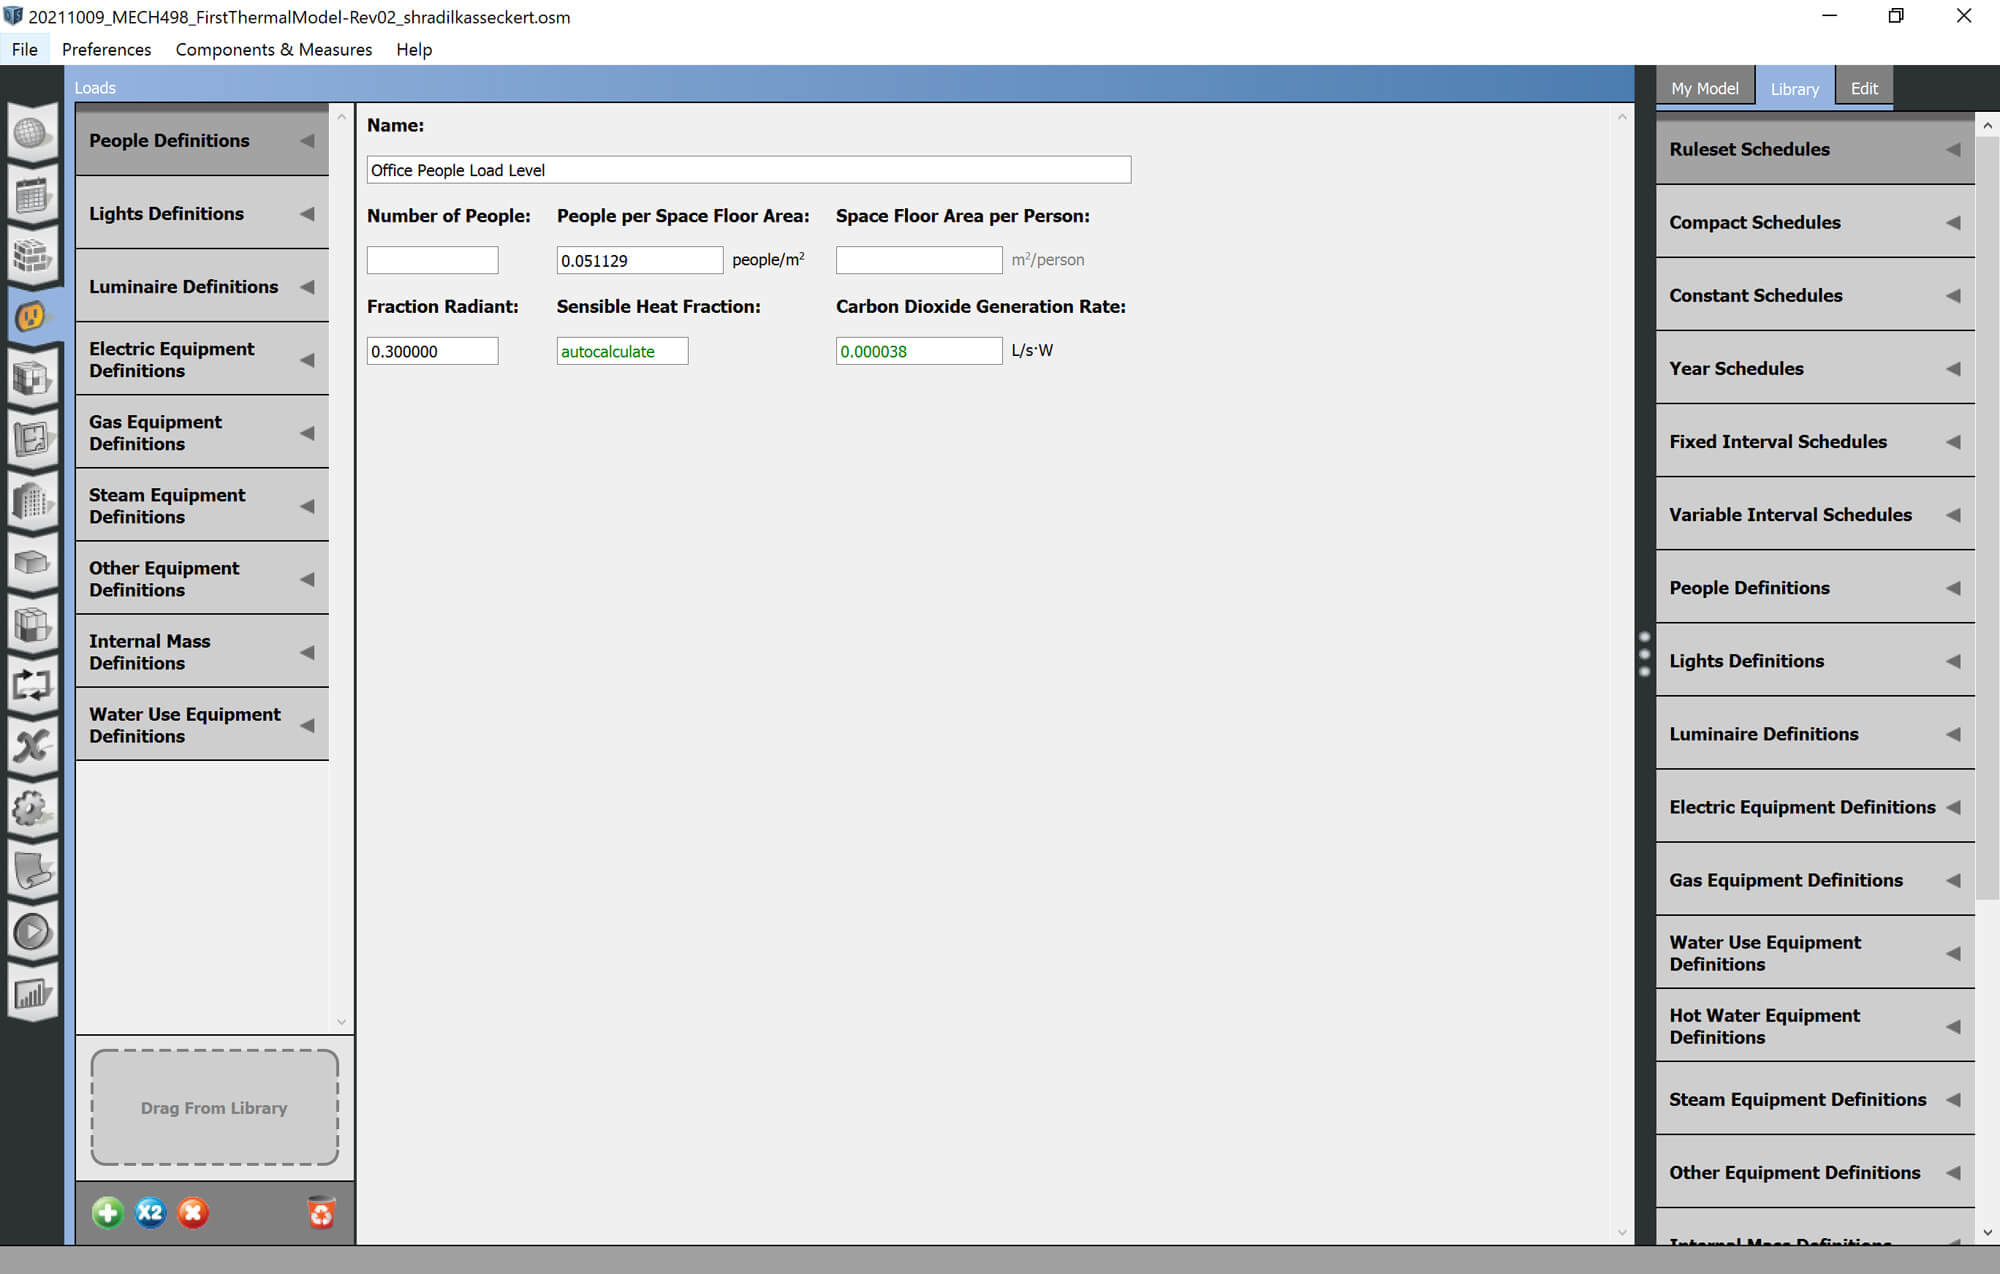 20211009_MECH498_FirstThermalModel-Rev02_shradilkasseckert.osm
File Preferences Components & Measures Help
Loads
People Definitions
Lights Definitions
Luminaire Definitions
Electric Equipment
Definitions
Gas Equipment
Definitions
Steam Equipment
Definitions
Other Equipment
Definitions
Internal Mass
Definitions
Water Use Equipment
Definitions
Drag From Library
X2
Name:
Office People Load Level
Number of People: People per Space Floor Area: Space Floor Area per Person:
0.051129 people/m² m²/person
Fraction Radiant: Sensible Heat Fraction: Carbon Dioxide Generation Rate:
0.300000 autocalculate 0.000038 L/s·W
My Model Library Edit
Ruleset Schedules
Compact Schedules
Constant Schedules
Year Schedules
Fixed Interval Schedules
Variable Interval Schedules
People Definitions
Lights Definitions
Luminaire Definitions
Electric Equipment Definitions
Gas Equipment Definitions
Water Use Equipment
Definitions
Hot Water Equipment
Definitions
Steam Equipment Definitions
Other Equipment Definitions
Internal Mass Definitions